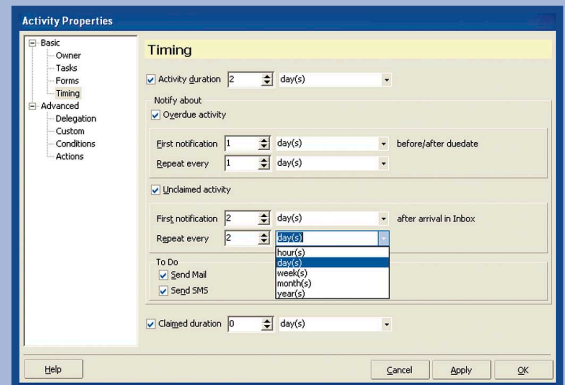 Activity Properties
Basic
Owner
Tasks
Forms
Timing
Advanced
Delegation
Custom
Conditions
Actions
Timing
Activity duration 2 day(s)
Notify about
Overdue activity
First notification 1 day(s) before/after duedate
Repeat every 1 day(s)
Unclaimed activity
First notification 2 day(s) after arrival in Inbox
Repeat every 2 day(s)
hour(s)
day(s)
week(s)
month(s)
year(s)
To Do
Send Mail
Send SMS
Claimed duration 0 day(s)
Help Cancel Apply OK